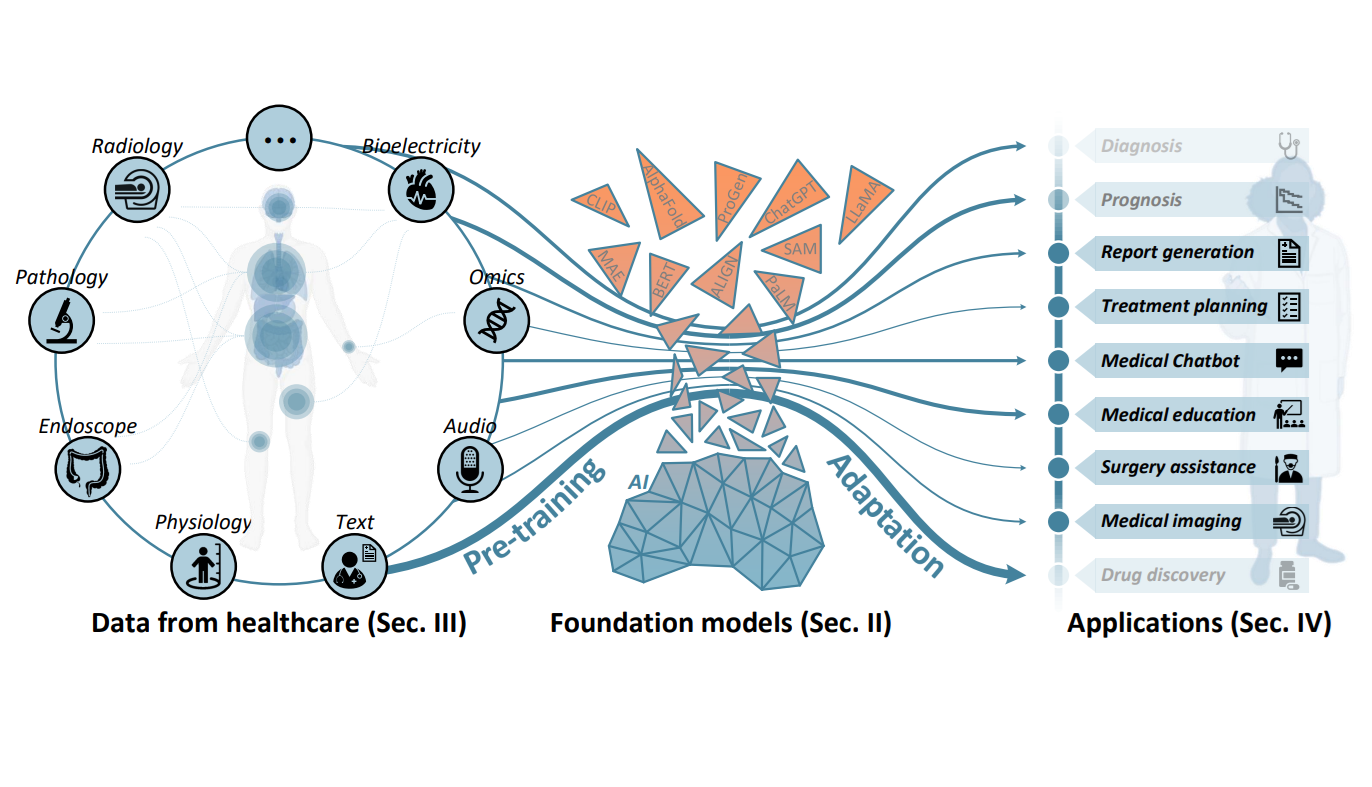 Radiology
...
Bioelectricity
Pathology
Omics
Endoscope
Audio
Physiology
Text
Data from healthcare (Sec. III)
CLIP
AlphaFold
ProGen
ChatGPT
LLaMA
MAE
BERT
ALIGN
SAM
PaLM
AI
Pre-training
Adaptation
Foundation models (Sec. II)
Diagnosis
Prognosis
Report generation
Treatment planning
Medical Chatbot
Medical education
Surgery assistance
Medical imaging
Drug discovery
Applications (Sec. IV)